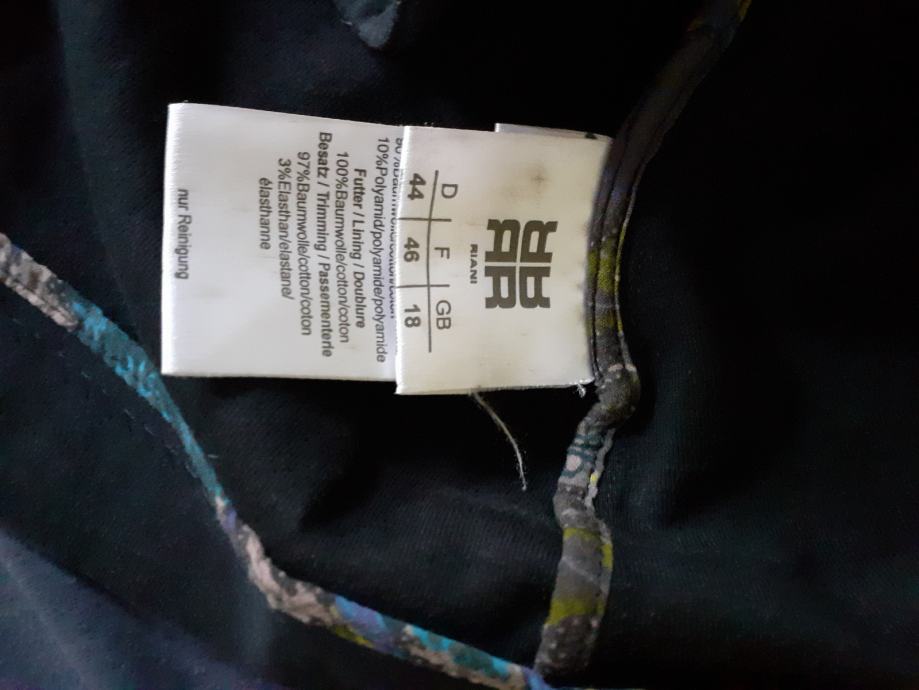 RIANI
D F GB
44 46 18
10%Polyamid/polyamide/polyamide
Futter / Lining / Doublure
100%Baumwolle/cotton/coton
Besatz / Trimming / Passementerie
97%Baumwolle/cotton/coton
3%Elasthan/elastane/
élasthanne
nur Reinigung